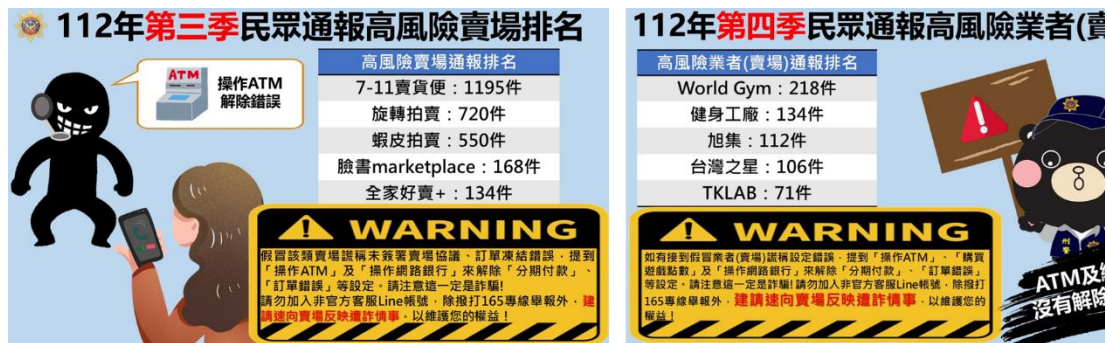 112年第三季民眾通報高風險賣場排名
ATM
操作ATM
解除錯誤
高風險賣場通報排名
7-11賣貨便：1195件
旋轉拍賣：720件
蝦皮拍賣：550件
臉書marketplace：168件
全家好賣+：134件
WARNING
假冒該類賣場謊稱未簽署賣場協議、訂單凍結錯誤，提到
「操作ATM」及「操作網路銀行」來解除「分期付款」、
「訂單錯誤」等設定。請注意這一定是詐騙!
請勿加入非官方客服Line帳號，除撥打165專線舉報外，建
請速向賣場反映遭詐情事，以維護您的權益！
112年第四季民眾通報高風險業者(賣
高風險業者(賣場)通報排名
World Gym：218件
健身工廠：134件
旭集：112件
台灣之星：106件
TKLAB：71件
WARNING
如有接到假冒業者(賣場)謊稱設定錯誤，提到「操作ATM」、「購買
遊戲點數」及「操作網路銀行」來解除「分期付款」、「訂單錯誤」
等設定。請注意這一定是詐騙! 請勿加入非官方客服Line帳號，除撥打
165專線舉報外，建請速向賣場反映遭詐情事，以維護您的
權益！
刑警
ATM及
沒有解除